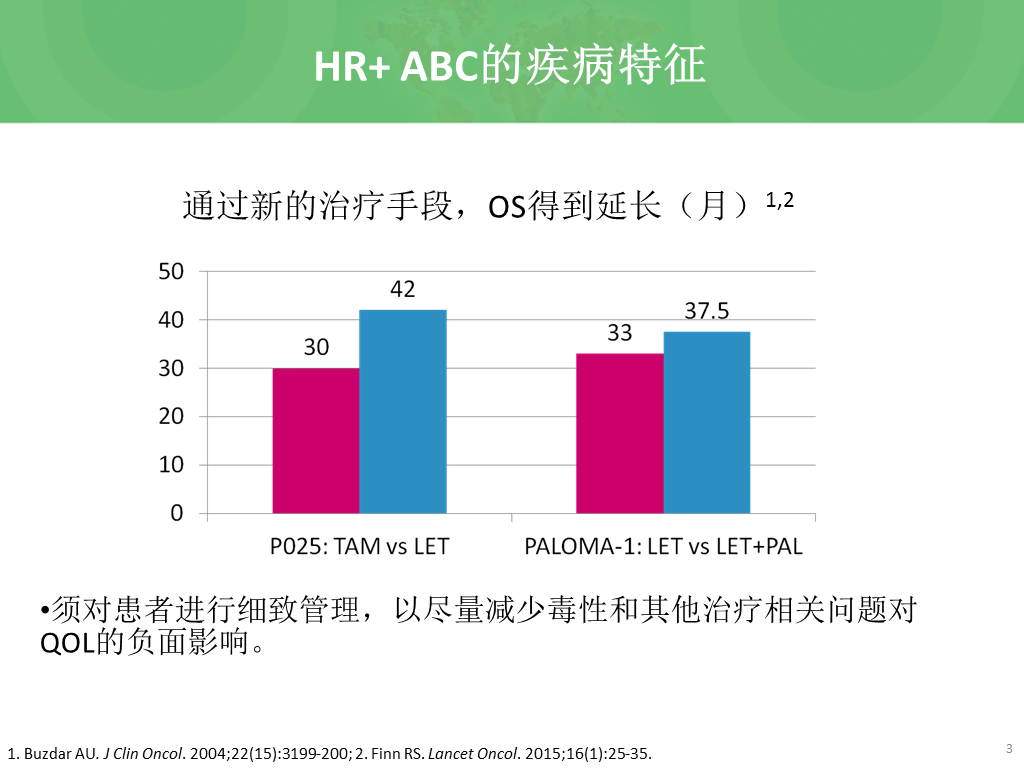 HR+ ABC的疾病特征
通过新的治疗手段，OS得到延长（月）1,2
50
40
30
20
10
0
30
42
33
37.5
P025: TAM vs LET
PALOMA-1: LET vs LET+PAL
•须对患者进行细致管理，以尽量减少毒性和其他治疗相关问题对
QOL的负面影响。
1. Buzdar AU. J Clin Oncol. 2004;22(15):3199-200; 2. Finn RS. Lancet Oncol. 2015;16(1):25-35.
3